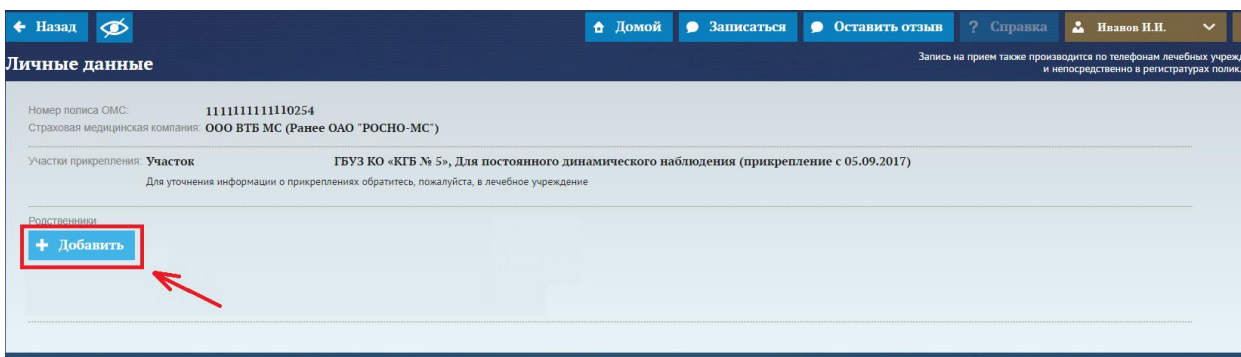 Назад
Домой
Записаться
Оставить отзыв
? Справка
Иванов И.И.
Личные данные
Запись на прием также производится по телефонам лечебных
и непосредственно в регистратурах
Номер полиса ОМС: 1111111111110254
Страховая медицинская компания: ООО ВТБ МС (Ранее ОАО "РОСНО-МС")
Участки прикрепления: Участок ГБУЗ КО «КГБ № 5», Для постоянного динамического наблюдения (прикрепление с 05.09.2017)
Для уточнения информации о прикреплениях обратитесь, пожалуйста, в лечебное учреждение
Родственники
+ Добавить